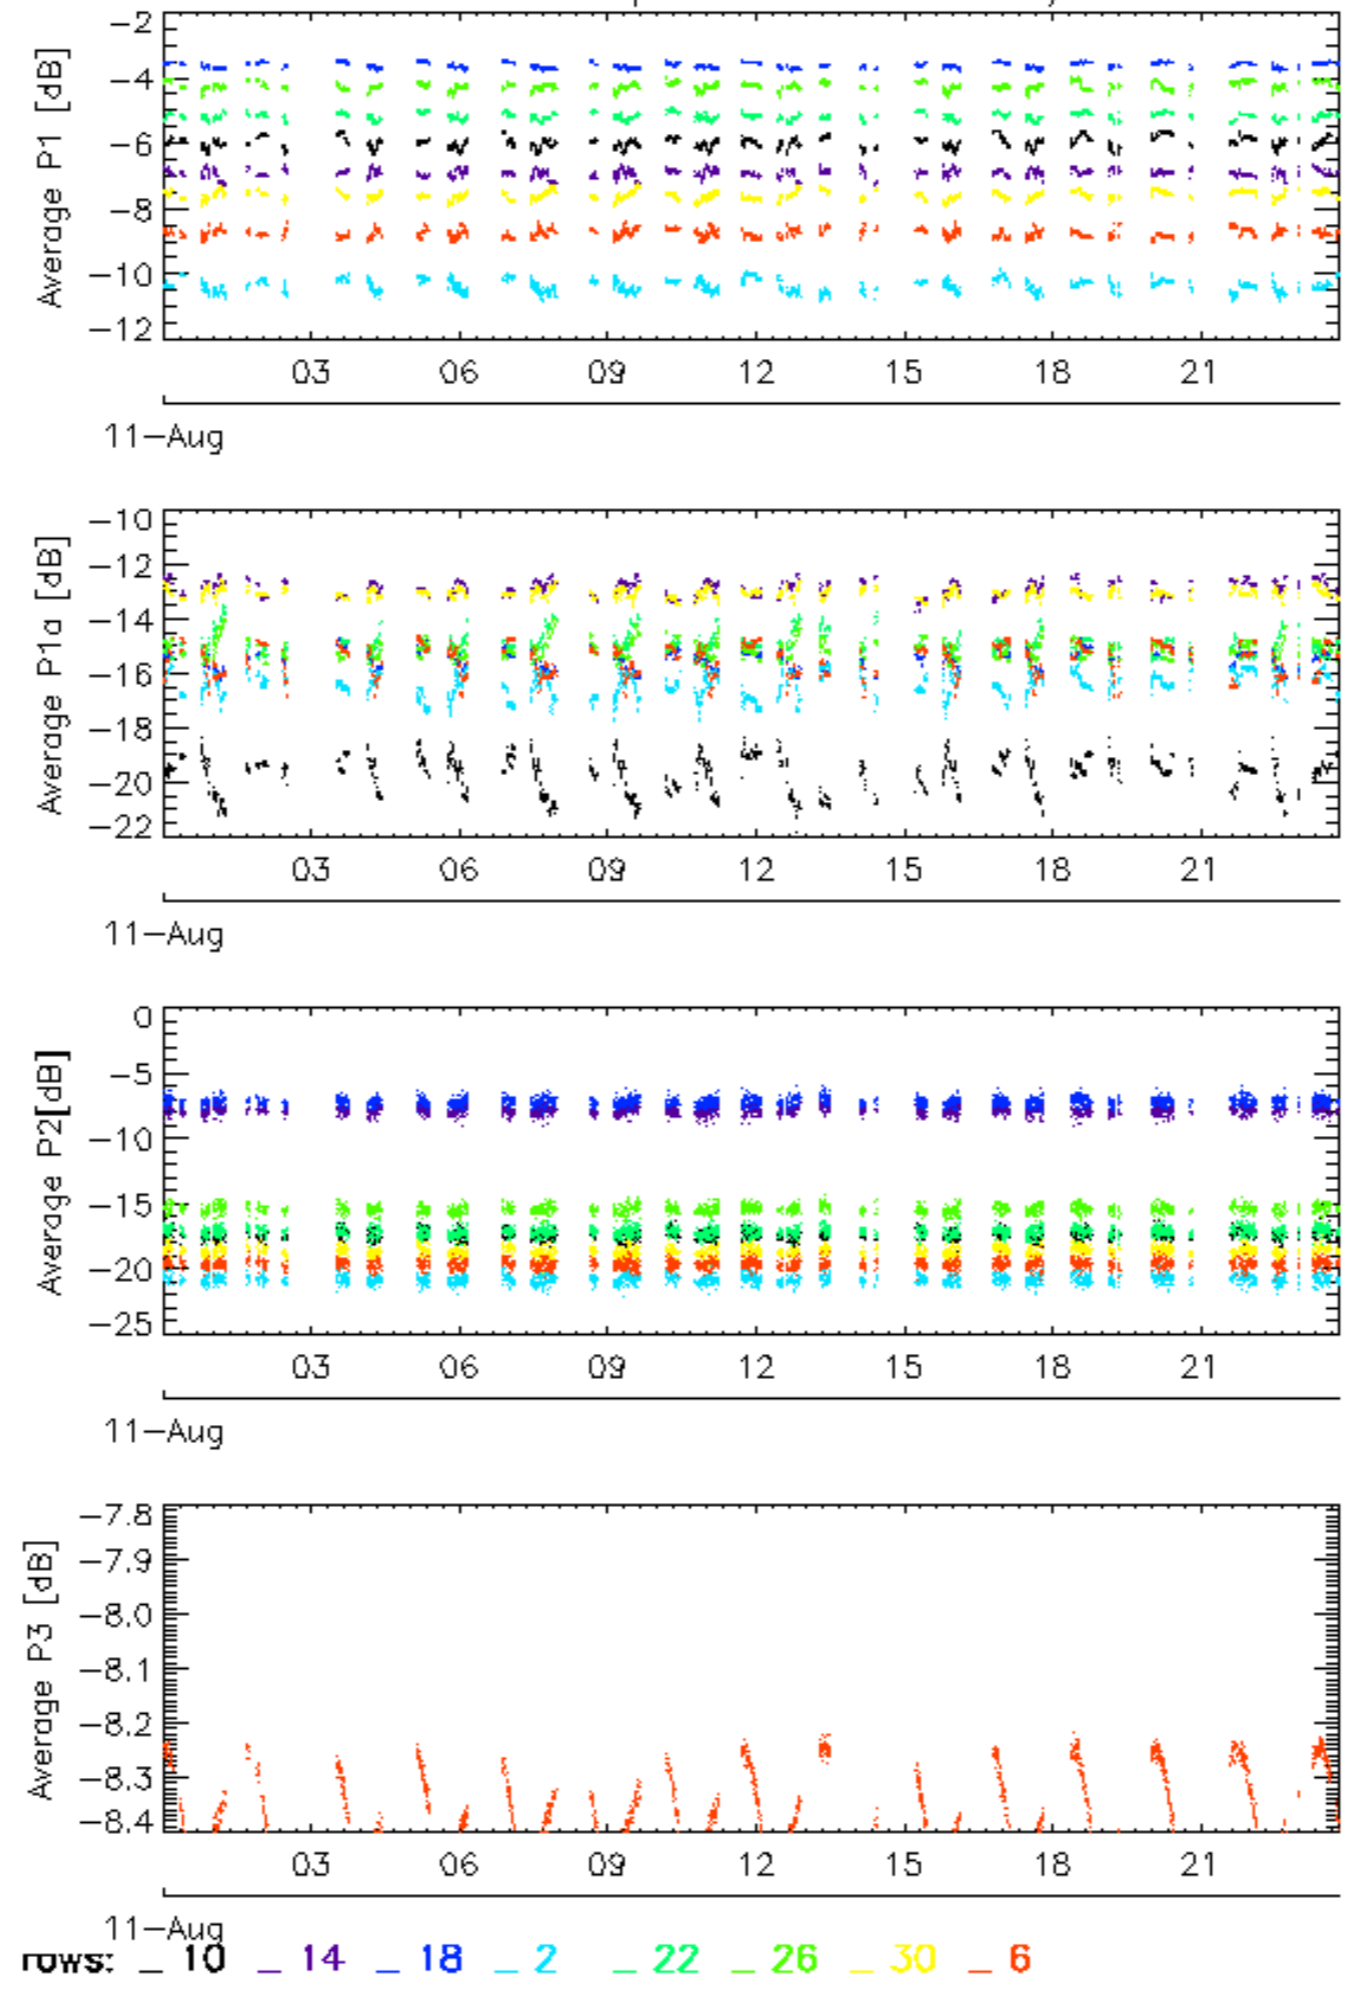 Average P1 [dB]
-2
-4
-6
-8
-10
-12
03 06 09 12 15 18 21
11-Aug
Average P1a [dB]
-10
-12
-14
-16
-18
-20
-22
03 06 09 12 15 18 21
11-Aug
Average P2[dB]
0
-5
-10
-15
-20
-25
03 06 09 12 15 18 21
11-Aug
Average P3 [dB]
-7.8
-7.9
-8.0
-8.1
-8.2
-8.3
-8.4
03 06 09 12 15 18 21
11-Aug
rows: _ 10 _ 14 _ 18 _ 2 _ 22 _ 26 _ 30 _ 6